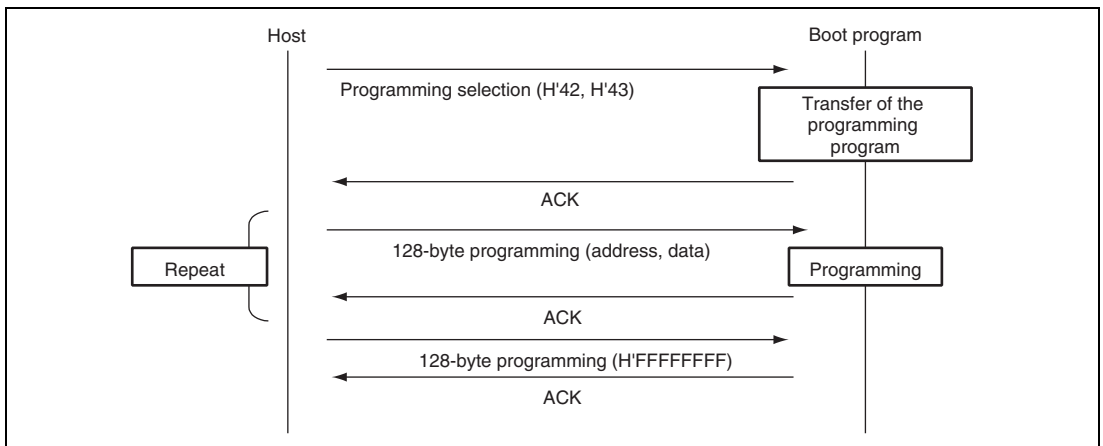 Host
Boot program
Programming selection (H'42, H'43)
Transfer of the
programming
program
ACK
128-byte programming (address, data)
Repeat
Programming
ACK
128-byte programming (H'FFFFFFFF)
ACK